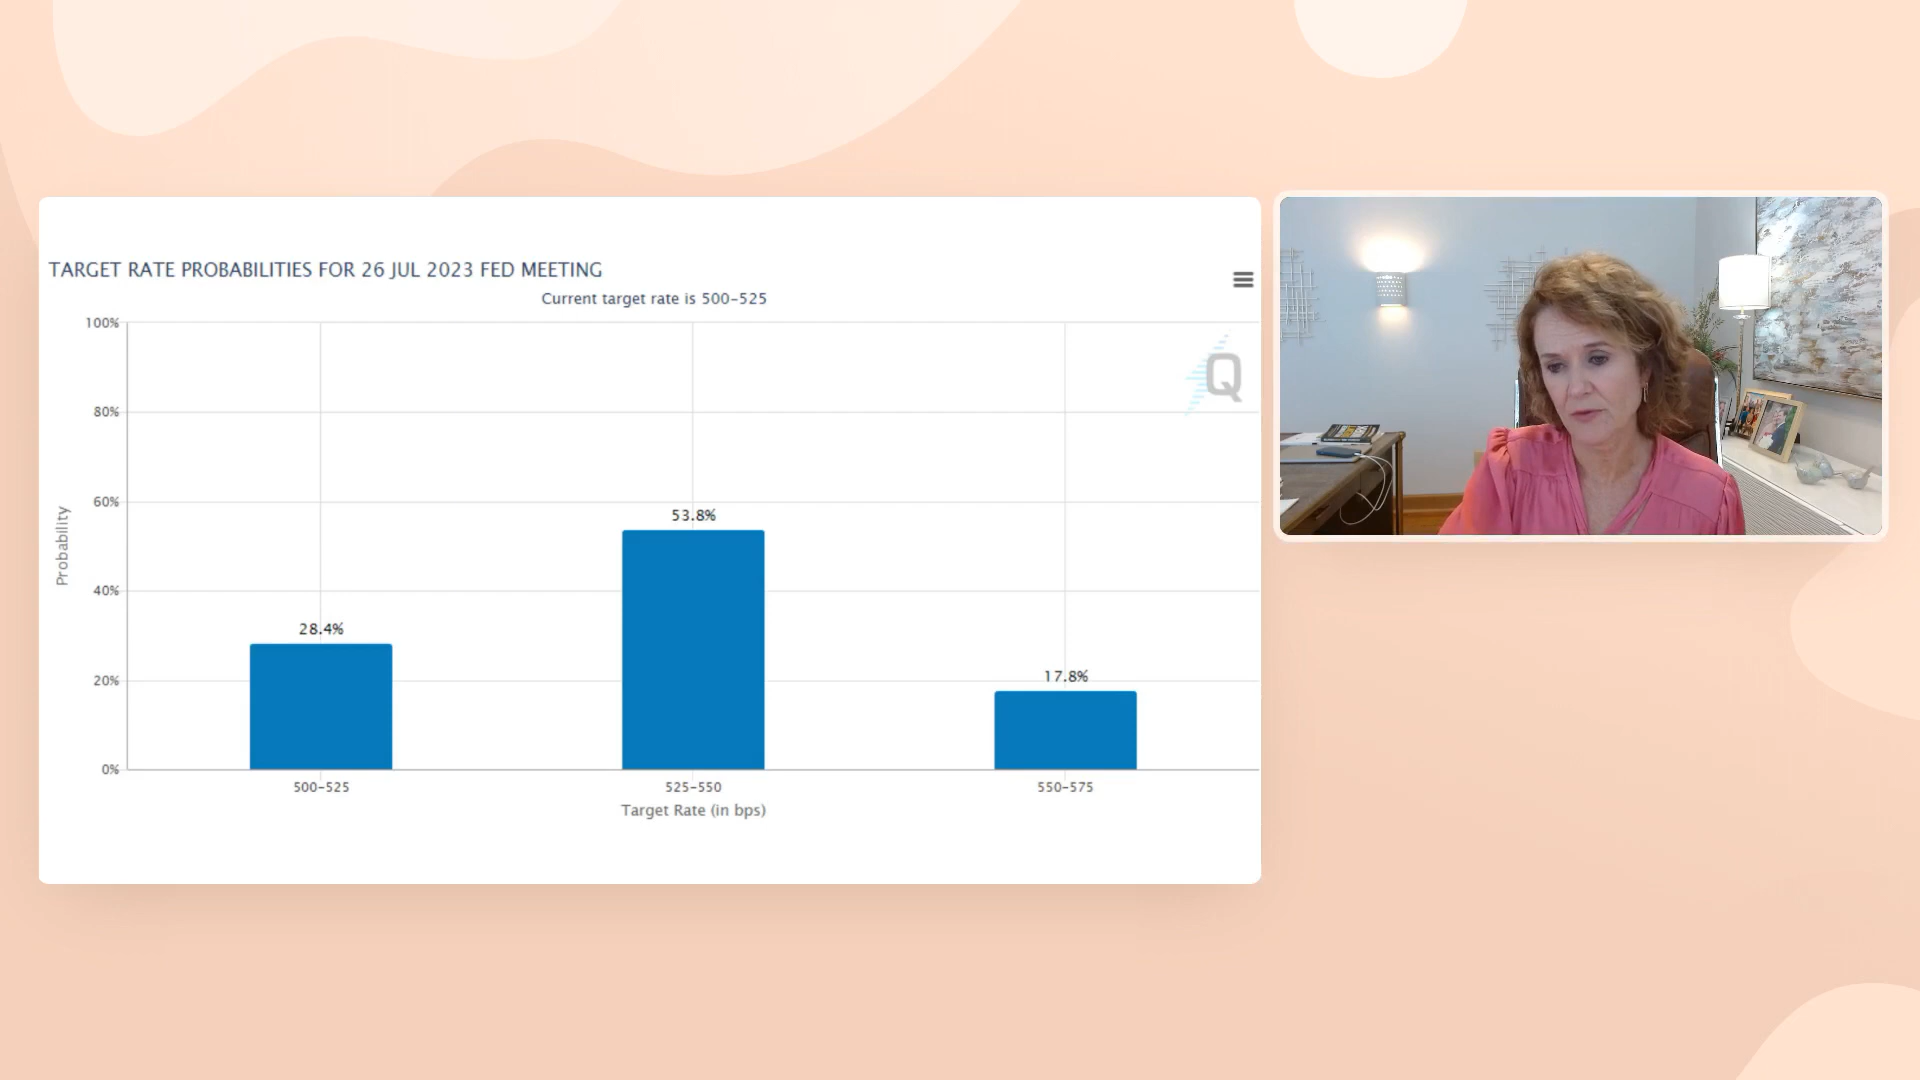 TARGET RATE PROBABILITIES FOR 26 JUL 2023 FED MEETING
Current target rate is 500-525
100%
80%
60%
40%
20%
0%
Probability
28.4%
53.8%
17.8%
500-525
525-550
550-575
Target Rate (in bps)
Q